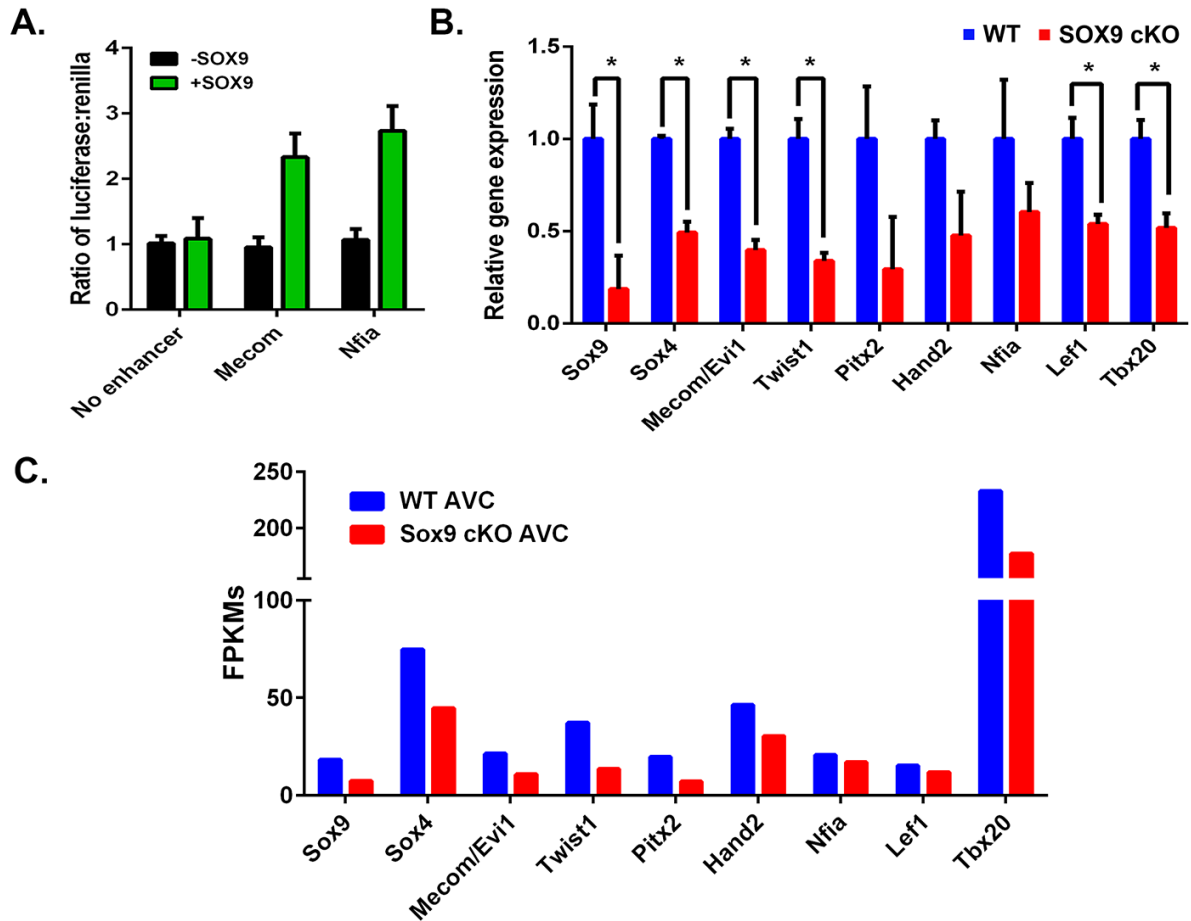 A.
Ratio of luciferase:renilla
4
3
2
1
0
-SOX9
+SOX9
No enhancer
Mecom
Nfia
B.
WT
SOX9 cKO
Relative gene expression
1.5
1.0
0.5
0.0
*
*
*
*
*
*
Sox9
Sox4
Mecom/Evi1
Twist1
Pitx2
Hand2
Nfia
Lef1
Tbx20
C.
FPKMs
250
200
100
50
0
WT AVC
Sox9 cKO AVC
Sox9
Sox4
Mecom/Evi1
Twist1
Pitx2
Hand2
Nfia
Lef1
Tbx20